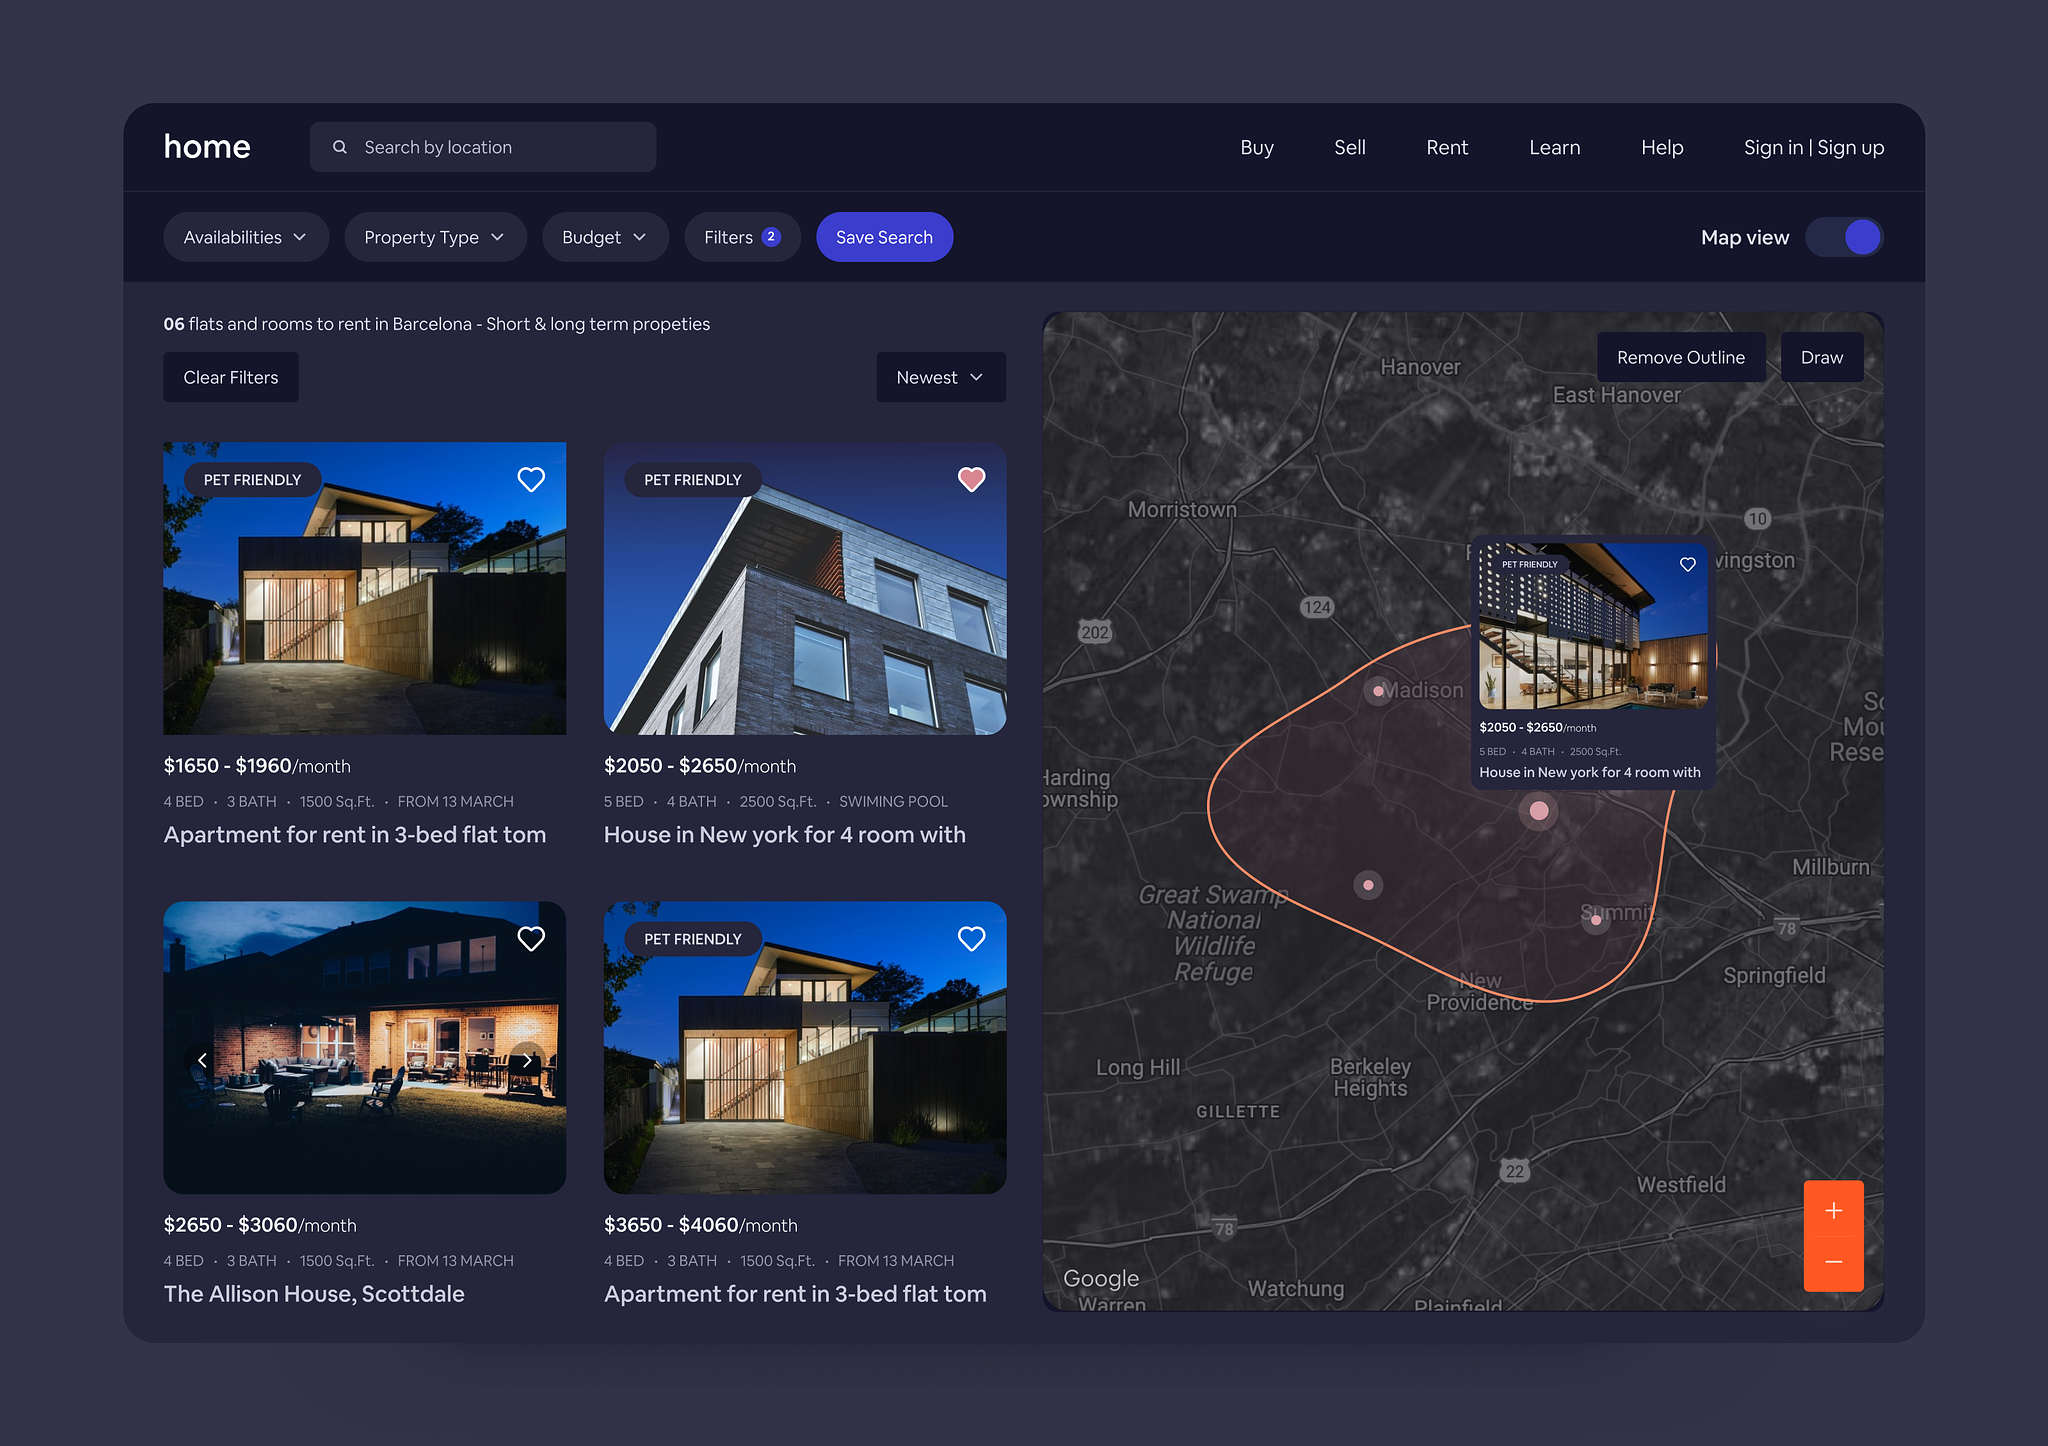 home
Search by location
Buy
Sell
Rent
Learn
Help
Sign in | Sign up
Availabilities
Property Type
Budget
Filters 2
Save Search
Map view
06 flats and rooms to rent in Barcelona - Short & long term propeties
Clear Filters
Newest
PET FRIENDLY
$1650 - $1960/month
4 BED · 3 BATH · 1500 Sq.Ft. · FROM 13 MARCH
Apartment for rent in 3-bed flat tom
PET FRIENDLY
$2050 - $2650/month
5 BED · 4 BATH · 2500 Sq.Ft. · SWIMING POOL
House in New york for 4 room with
$2650 - $3060/month
4 BED · 3 BATH · 1500 Sq.Ft. · FROM 13 MARCH
The Allison House, Scottdale
PET FRIENDLY
$3650 - $4060/month
4 BED · 3 BATH · 1500 Sq.Ft. · FROM 13 MARCH
Apartment for rent in 3-bed flat tom
Remove Outline
Draw
Hanover
East Hanover
Morristown
10
vingston
124
202
PET FRIENDLY
$2050 - $2650/month
5 BED · 4 BATH · 2500 Sq.Ft.
House in New york for 4 room with
Madison
Harding
ownship
So
Mou
Rese
Millburn
Great Swamp
National
Wildlife
Refuge
Summit
78
Springfield
New
Providence
Long Hill
Berkeley
Heights
GILLETTE
22
Westfield
78
Google
Watchung
Warren
Plainfield
+
−